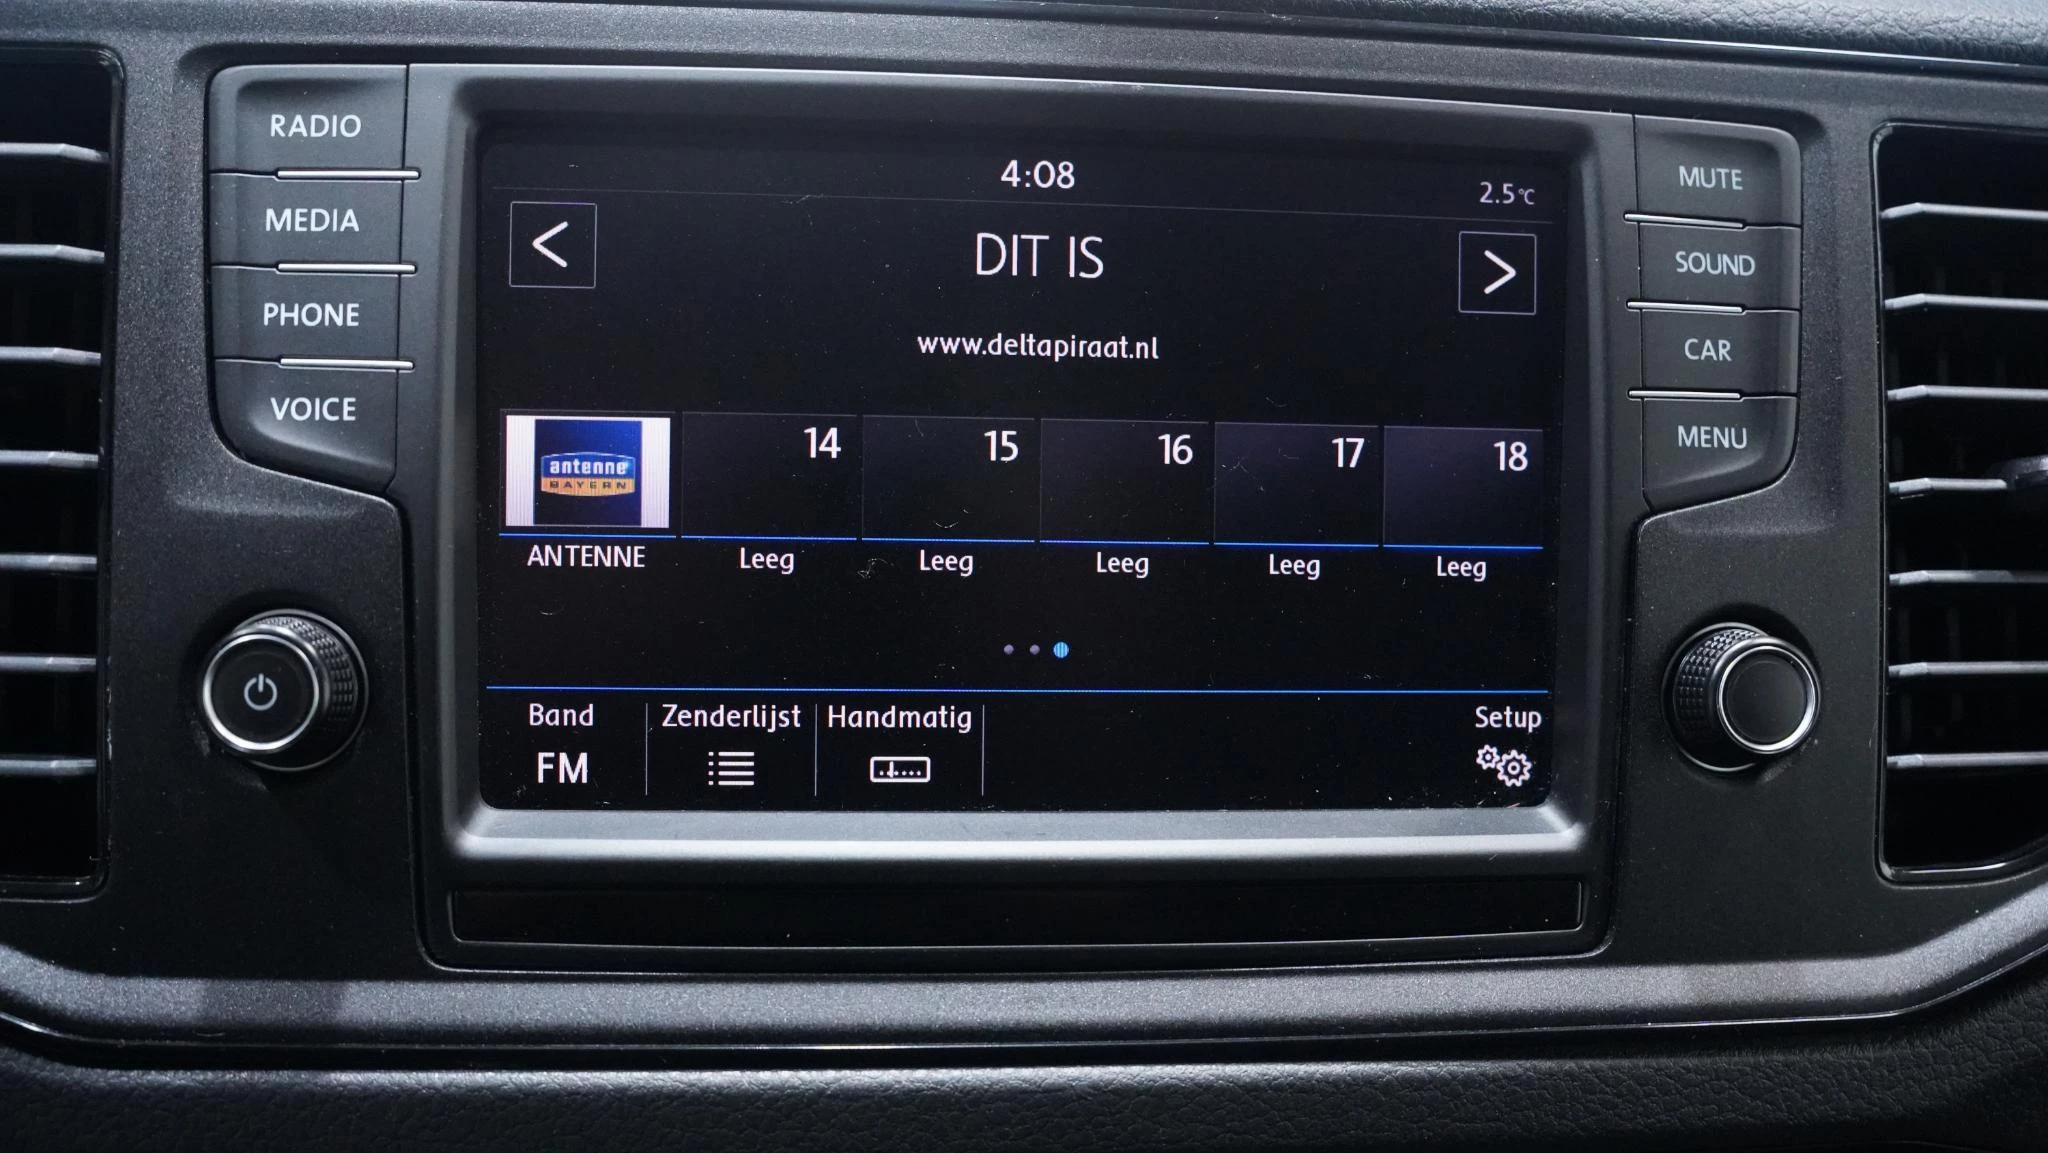 RADIO
MEDIA
PHONE
VOICE
4:08
2.5°C
<
DIT IS
>
www.deltapiraat.nl
antenne
BAYERN
14
15
16
17
18
ANTENNE
Leeg
Leeg
Leeg
Leeg
Leeg
Band
FM
Zenderlijst
Handmatig
Setup
MUTE
SOUND
CAR
MENU